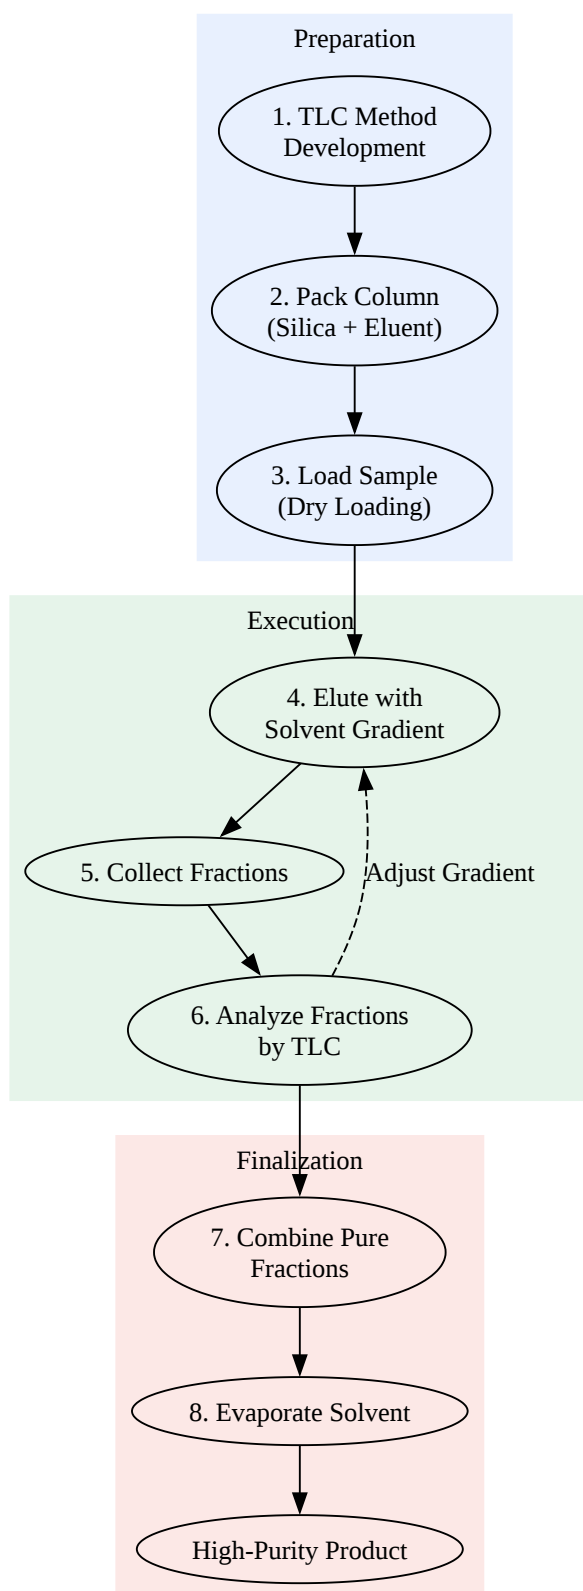 Preparation
1. TLC Method
Development
2. Pack Column
(Silica + Eluent)
3. Load Sample
(Dry Loading)
Execution
4. Elute with
Solvent Gradient
5. Collect Fractions
Adjust Gradient
6. Analyze Fractions
by TLC
Finalization
7. Combine Pure
Fractions
8. Evaporate Solvent
High-Purity Product